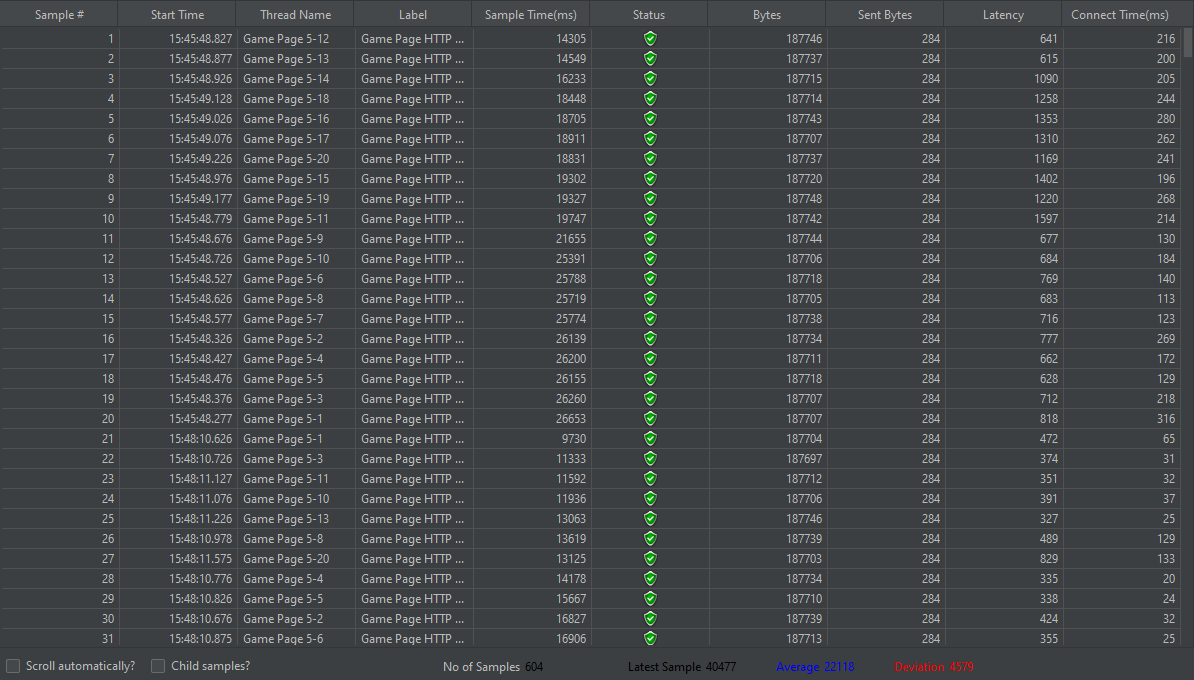 Sample # Start Time Thread Name Label Sample Time(ms) Status Bytes Sent Bytes Latency Connect Time(ms)
1 15:45:48.827 Game Page 5-12 Game Page HTTP ... 14305 187746 284 641 216
2 15:45:48.877 Game Page 5-13 Game Page HTTP ... 14549 187737 284 615 200
3 15:45:48.926 Game Page 5-14 Game Page HTTP ... 16233 187715 284 1090 205
4 15:45:49.128 Game Page 5-18 Game Page HTTP ... 18448 187714 284 1258 244
5 15:45:49.026 Game Page 5-16 Game Page HTTP ... 18705 187743 284 1353 280
6 15:45:49.076 Game Page 5-17 Game Page HTTP ... 18911 187707 284 1310 262
7 15:45:49.226 Game Page 5-20 Game Page HTTP ... 18831 187737 284 1169 241
8 15:45:48.976 Game Page 5-15 Game Page HTTP ... 19302 187720 284 1402 196
9 15:45:49.177 Game Page 5-19 Game Page HTTP ... 19327 187748 284 1220 268
10 15:45:48.779 Game Page 5-11 Game Page HTTP ... 19747 187742 284 1597 214
11 15:45:48.676 Game Page 5-9 Game Page HTTP ... 21655 187744 284 677 130
12 15:45:48.726 Game Page 5-10 Game Page HTTP ... 25391 187706 284 684 184
13 15:45:48.527 Game Page 5-6 Game Page HTTP ... 25788 187718 284 769 140
14 15:45:48.626 Game Page 5-8 Game Page HTTP ... 25719 187705 284 683 113
15 15:45:48.577 Game Page 5-7 Game Page HTTP ... 25774 187738 284 716 123
16 15:45:48.326 Game Page 5-2 Game Page HTTP ... 26139 187734 284 777 269
17 15:45:48.427 Game Page 5-4 Game Page HTTP ... 26200 187711 284 662 172
18 15:45:48.476 Game Page 5-5 Game Page HTTP ... 26155 187718 284 628 129
19 15:45:48.376 Game Page 5-3 Game Page HTTP ... 26260 187707 284 712 218
20 15:45:48.277 Game Page 5-1 Game Page HTTP ... 26653 187707 284 818 316
21 15:48:10.626 Game Page 5-1 Game Page HTTP ... 9730 187704 284 472 65
22 15:48:10.726 Game Page 5-3 Game Page HTTP ... 11333 187697 284 374 31
23 15:48:11.127 Game Page 5-11 Game Page HTTP ... 11592 187712 284 351 32
24 15:48:11.076 Game Page 5-10 Game Page HTTP ... 11936 187706 284 391 37
25 15:48:11.226 Game Page 5-13 Game Page HTTP ... 13063 187746 284 327 25
26 15:48:10.978 Game Page 5-8 Game Page HTTP ... 13619 187739 284 489 129
27 15:48:11.575 Game Page 5-20 Game Page HTTP ... 13125 187703 284 829 133
28 15:48:10.776 Game Page 5-4 Game Page HTTP ... 14178 187734 284 335 20
29 15:48:10.826 Game Page 5-5 Game Page HTTP ... 15667 187710 284 338 24
30 15:48:10.676 Game Page 5-2 Game Page HTTP ... 16827 187739 284 424 32
31 15:48:10.875 Game Page 5-6 Game Page HTTP ... 16906 187713 284 355 25
Scroll automatically? Child samples? No of Samples 604 Latest Sample 40477 Average 22118 Deviation 4579